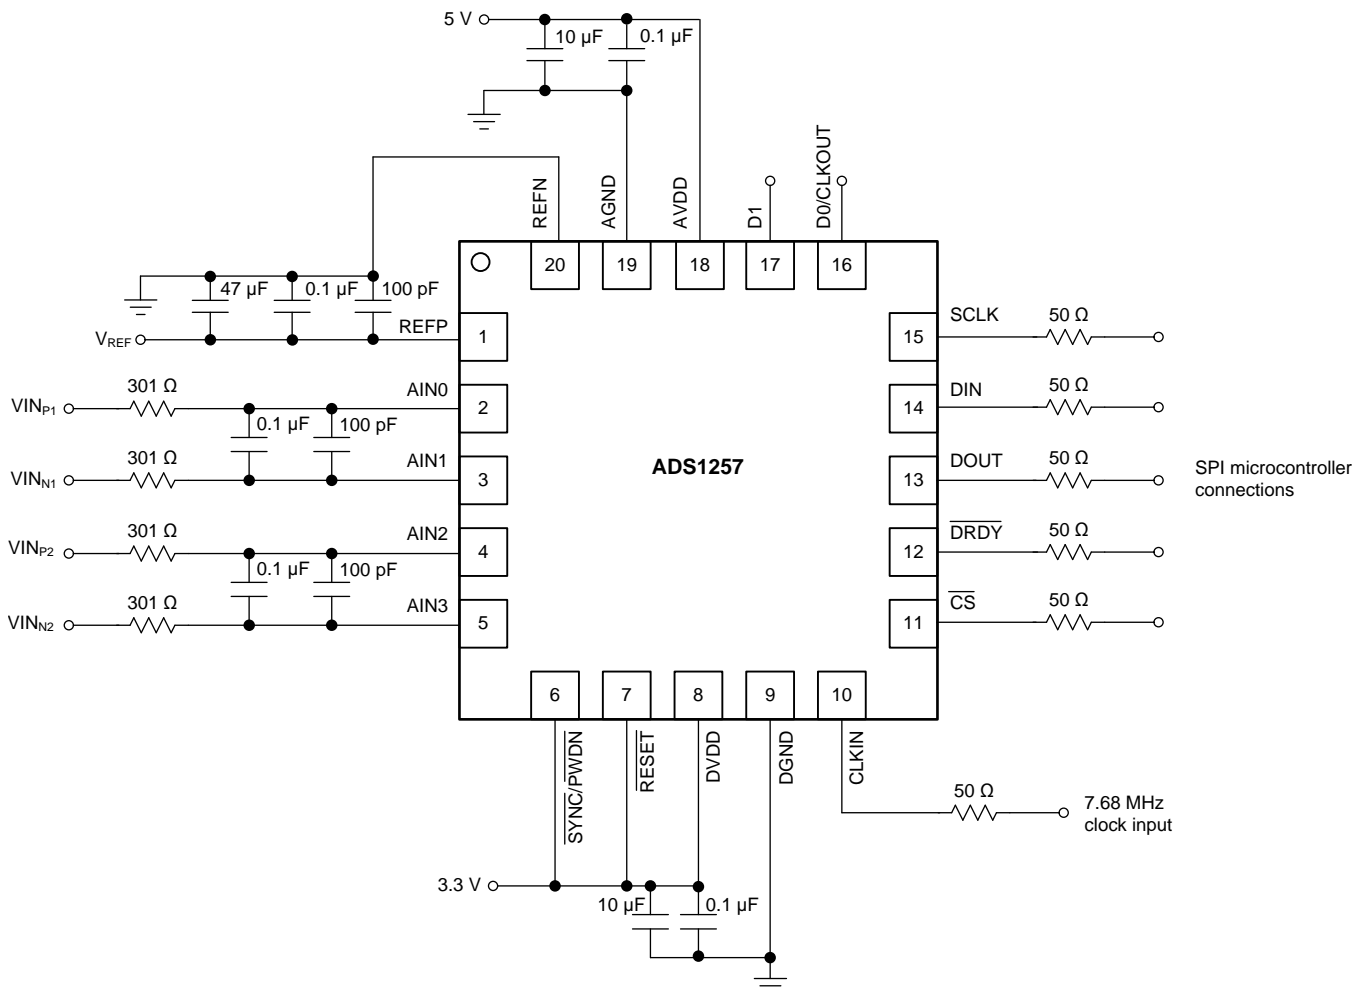 5 V
10 µF
0.1 µF
REFN
AGND
AVDD
D1
D0/CLKOUT
20
19
18
17
16
47 µF
0.1 µF
100 pF
VREF
REFP
1
SCLK
15
50 Ω
301 Ω
VINP1
AIN0
2
0.1 µF
100 pF
DIN
14
50 Ω
301 Ω
VINN1
AIN1
3
ADS1257
DOUT
13
50 Ω
SPI microcontroller
connections
301 Ω
VINP2
AIN2
4
0.1 µF
100 pF
DRDY
12
50 Ω
301 Ω
VINN2
AIN3
5
CS
11
50 Ω
6
7
8
9
10
SYNC/PWDN
RESET
DVDD
DGND
CLKIN
50 Ω
7.68 MHz
clock input
3.3 V
10 µF
0.1 µF